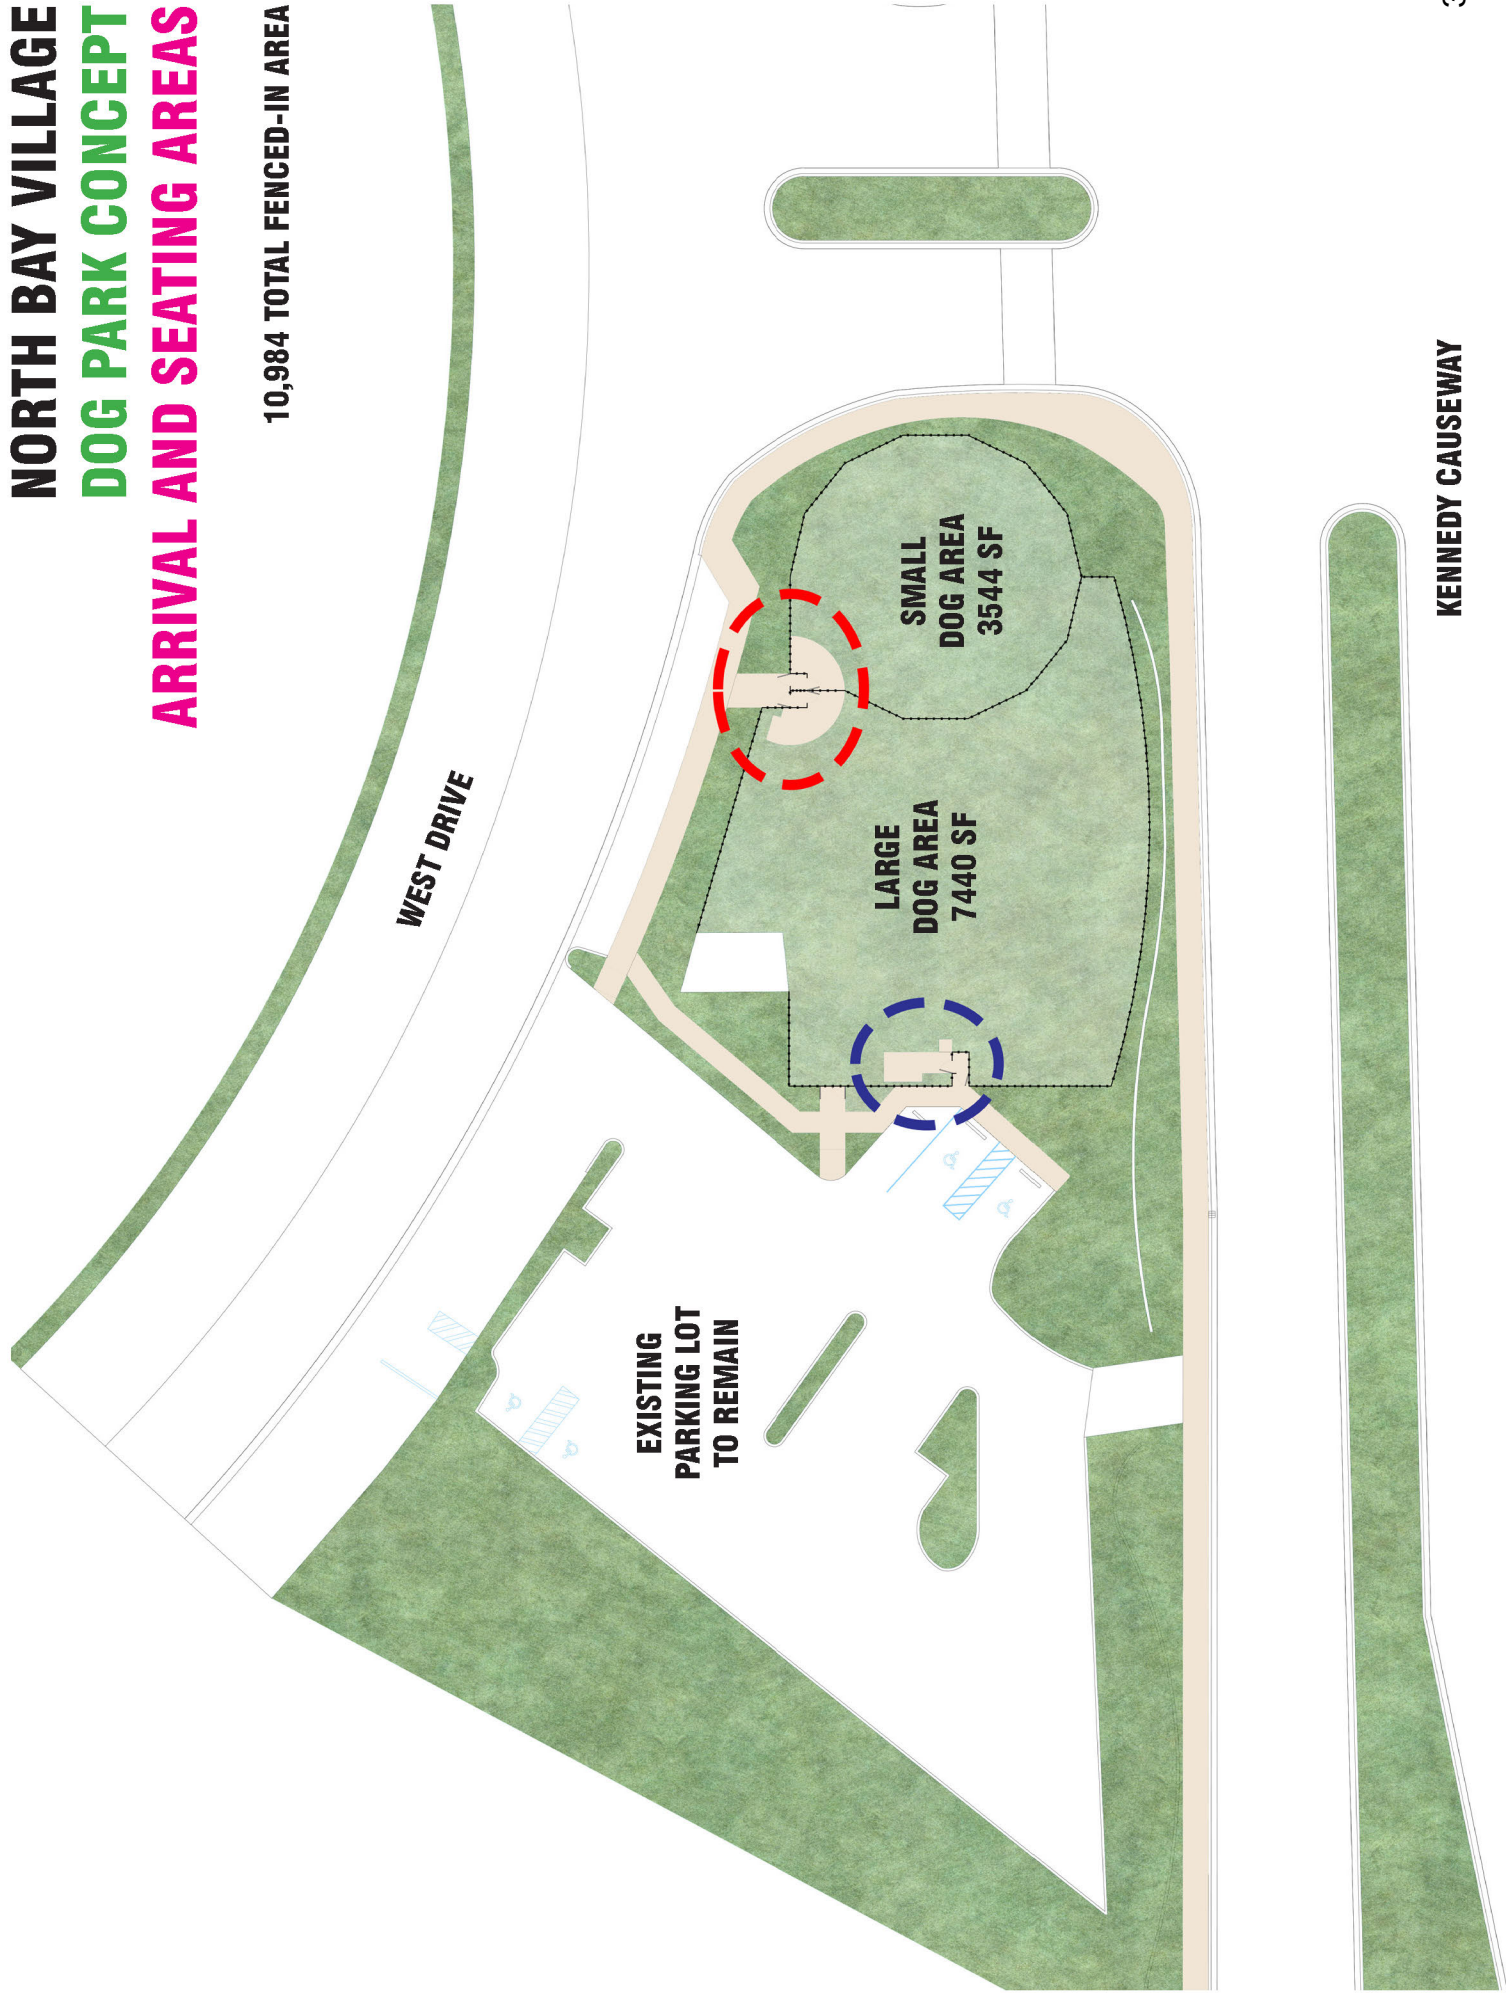 NORTH BAY VILLAGE
DOG PARK CONCEPT
ARRIVAL AND SEATING AREAS
10,984 TOTAL FENCED-IN AREA
WEST DRIVE
SMALL
DOG AREA
3544 SF
LARGE
DOG AREA
7440 SF
EXISTING
PARKING LOT
TO REMAIN
KENNEDY CAUSEWAY